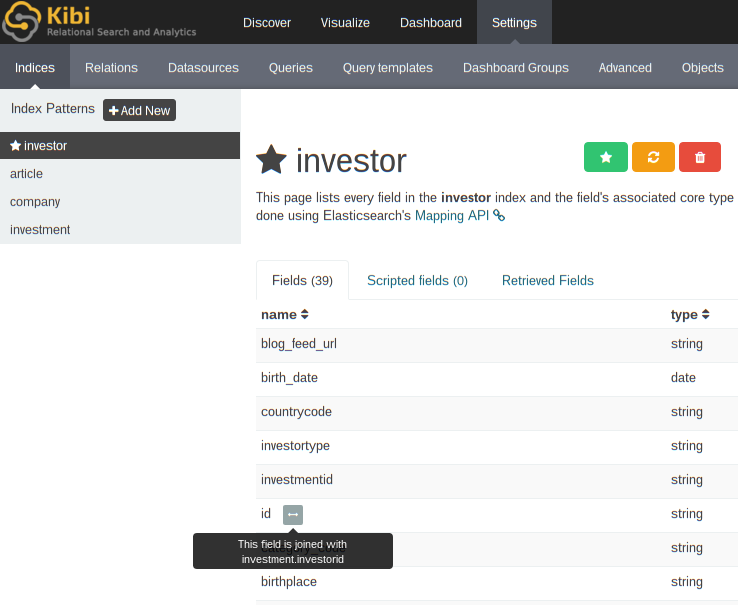 Kibi
Relational Search and Analytics
Discover Visualize Dashboard Settings
Indices Relations Datasources Queries Query templates Dashboard Groups Advanced Objects
Index Patterns Add New
investor
article
company
investment
investor
This page lists every field in the investor index and the field's associated core type
done using Elasticsearch's Mapping API
Fields (39) Scripted fields (0) Retrieved Fields
name type
blog_feed_url string
birth_date date
countrycode string
investortype string
investmentid string
id string
This field is joined with
investment.investorid
category_code string
birthplace string